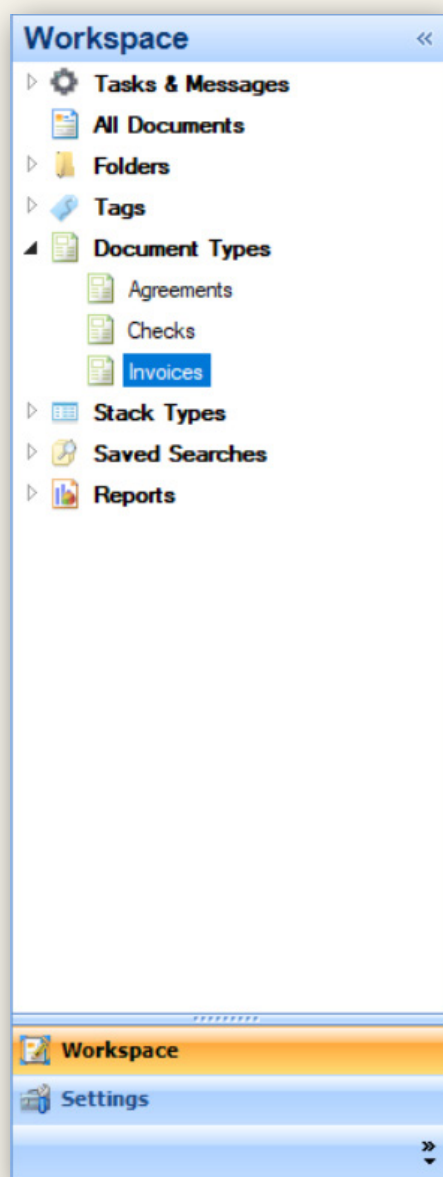 Workspace
Tasks & Messages
All Documents
Folders
Tags
Document Types
Agreements
Checks
Invoices
Stack Types
Saved Searches
Reports
Workspace
Settings